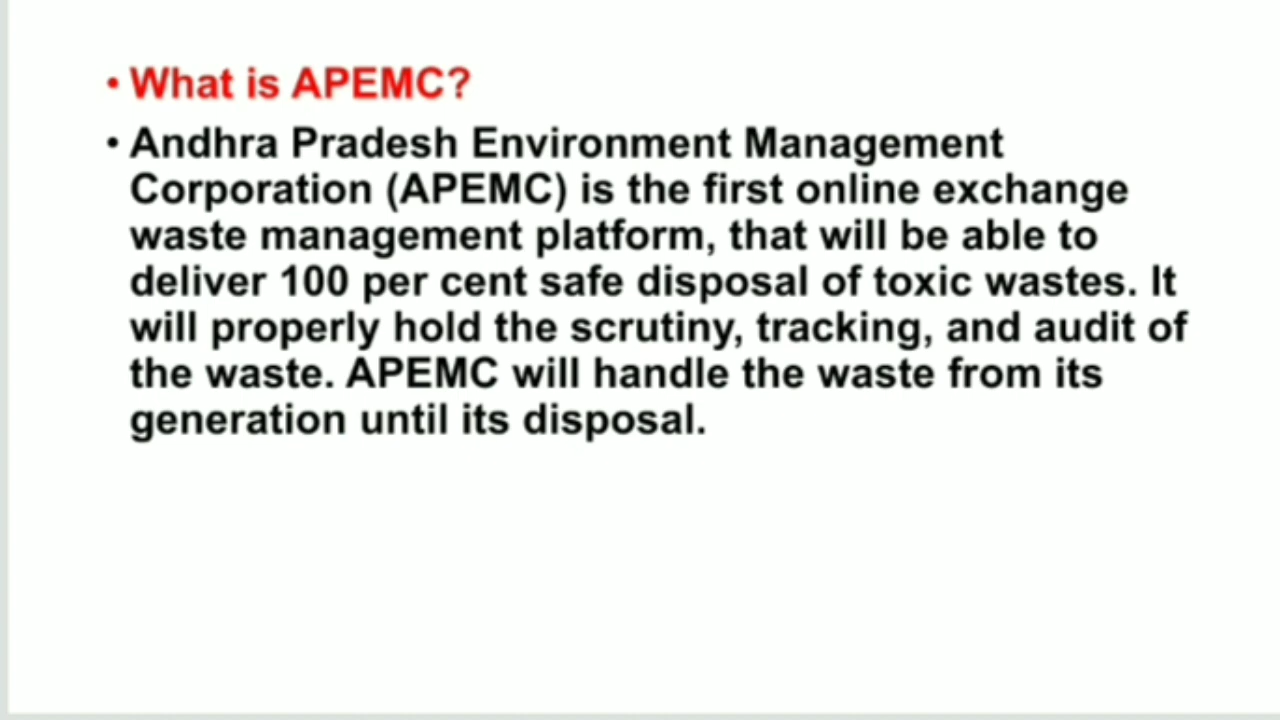 • What is APEMC?
• Andhra Pradesh Environment Management
Corporation (APEMC) is the first online exchange
waste management platform, that will be able to
deliver 100 per cent safe disposal of toxic wastes. It
will properly hold the scrutiny, tracking, and audit of
the waste. APEMC will handle the waste from its
generation until its disposal.